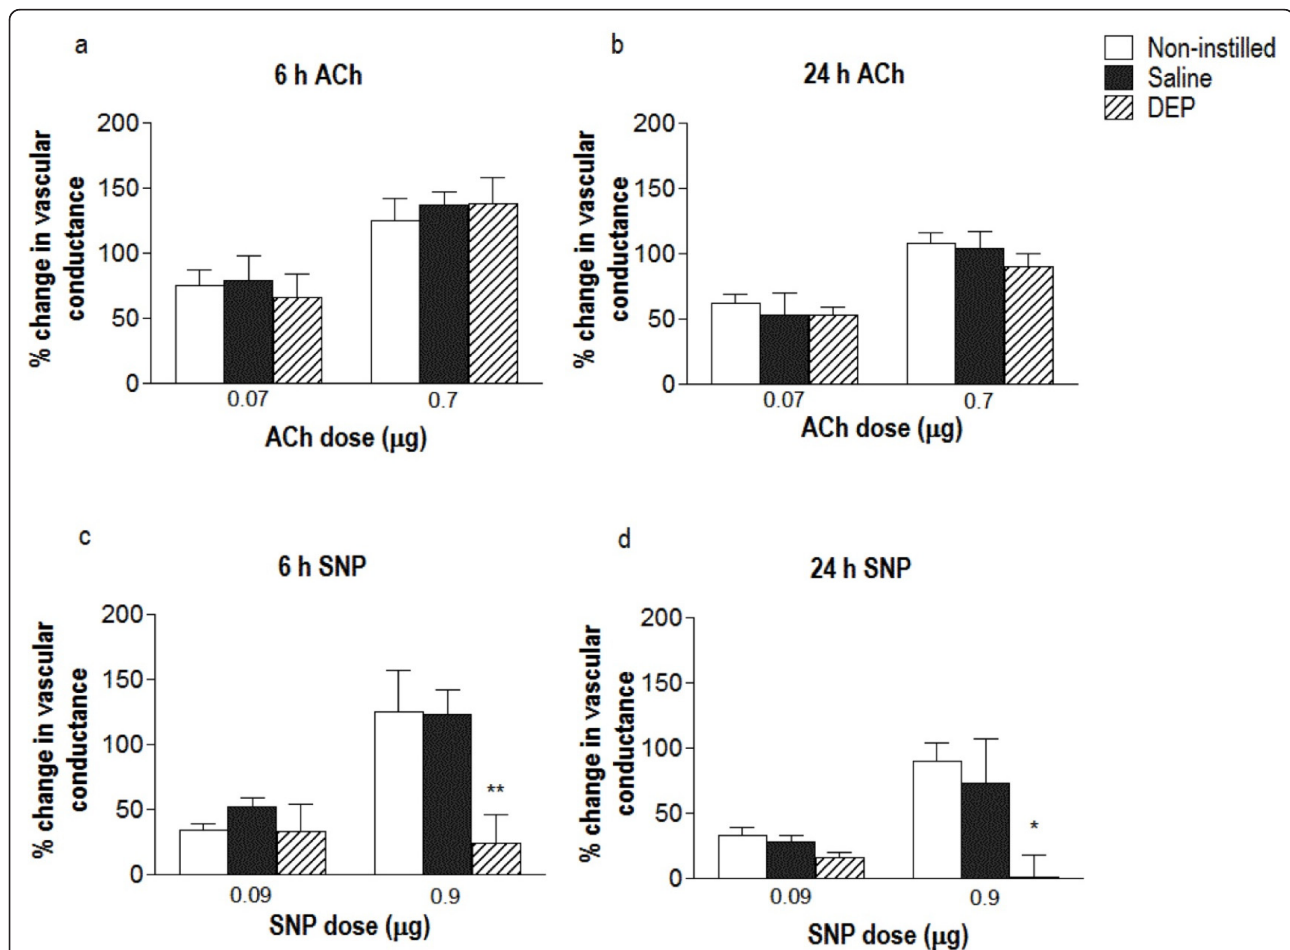 a
6 h ACh
% change in vascular
conductance
200
150
100
50
0
0.07
0.7
ACh dose (μg)
b
24 h ACh
% change in vascular
conductance
200
150
100
50
0
0.07
0.7
ACh dose (μg)
Non-instilled
Saline
DEP
c
6 h SNP
% change in vascular
conductance
200
150
100
50
0
**
0.09
0.9
SNP dose (μg)
d
24 h SNP
% change in vascular
conductance
200
150
100
50
0
*
0.09
0.9
SNP dose (μg)